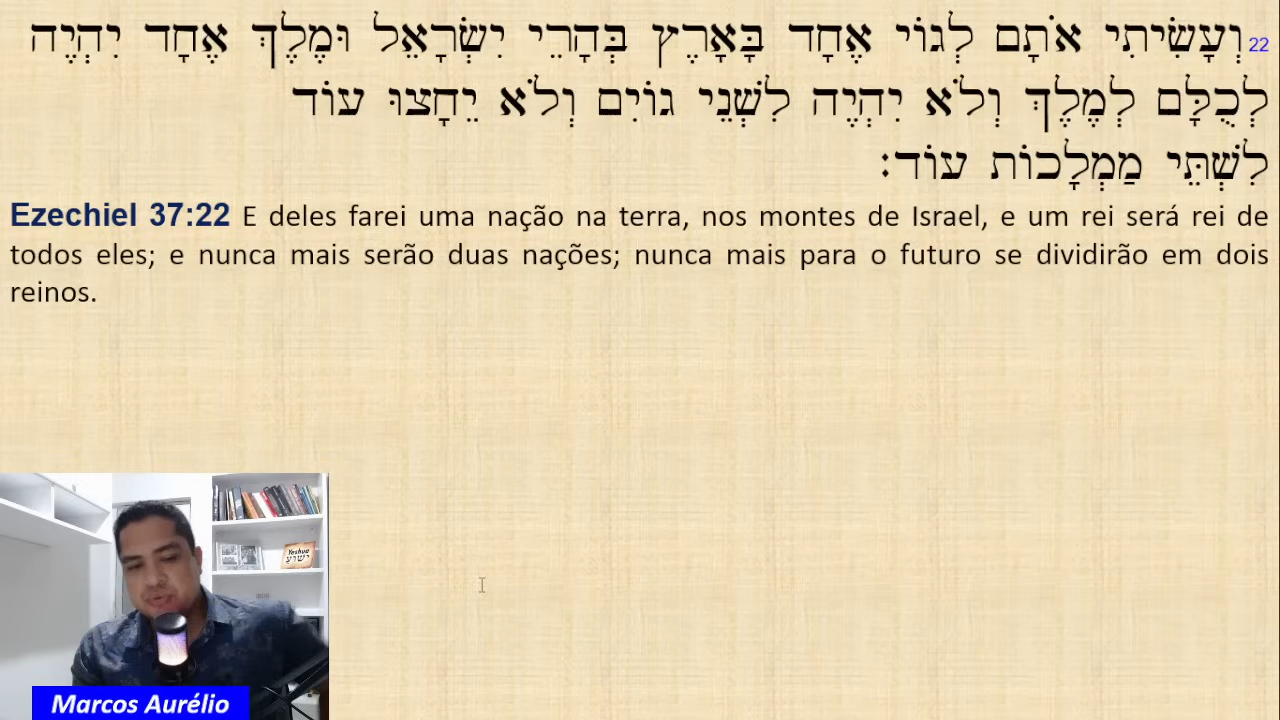 22 וְעָשִׂיתִי אֹתָם לְגוֹי אֶחָד בָּאָרֶץ בְּהָרֵי יִשְׂרָאֵל וּמֶלֶךְ אֶחָד יִהְיֶה
לְכֻלָּם לְמֶלֶךְ וְלֹא יִהְיֶה לִשְׁנֵי גוֹיִם וְלֹא יֵחָצוּ עוֹד
לִשְׁתֵּי מַמְלָכוֹת עוֹד׃
Ezechiel 37:22 E deles farei uma nação na terra, nos montes de Israel, e um rei será rei de
todos eles; e nunca mais serão duas nações; nunca mais para o futuro se dividirão em dois
reinos.
Yeshua
ישוע
Marcos Aurélio